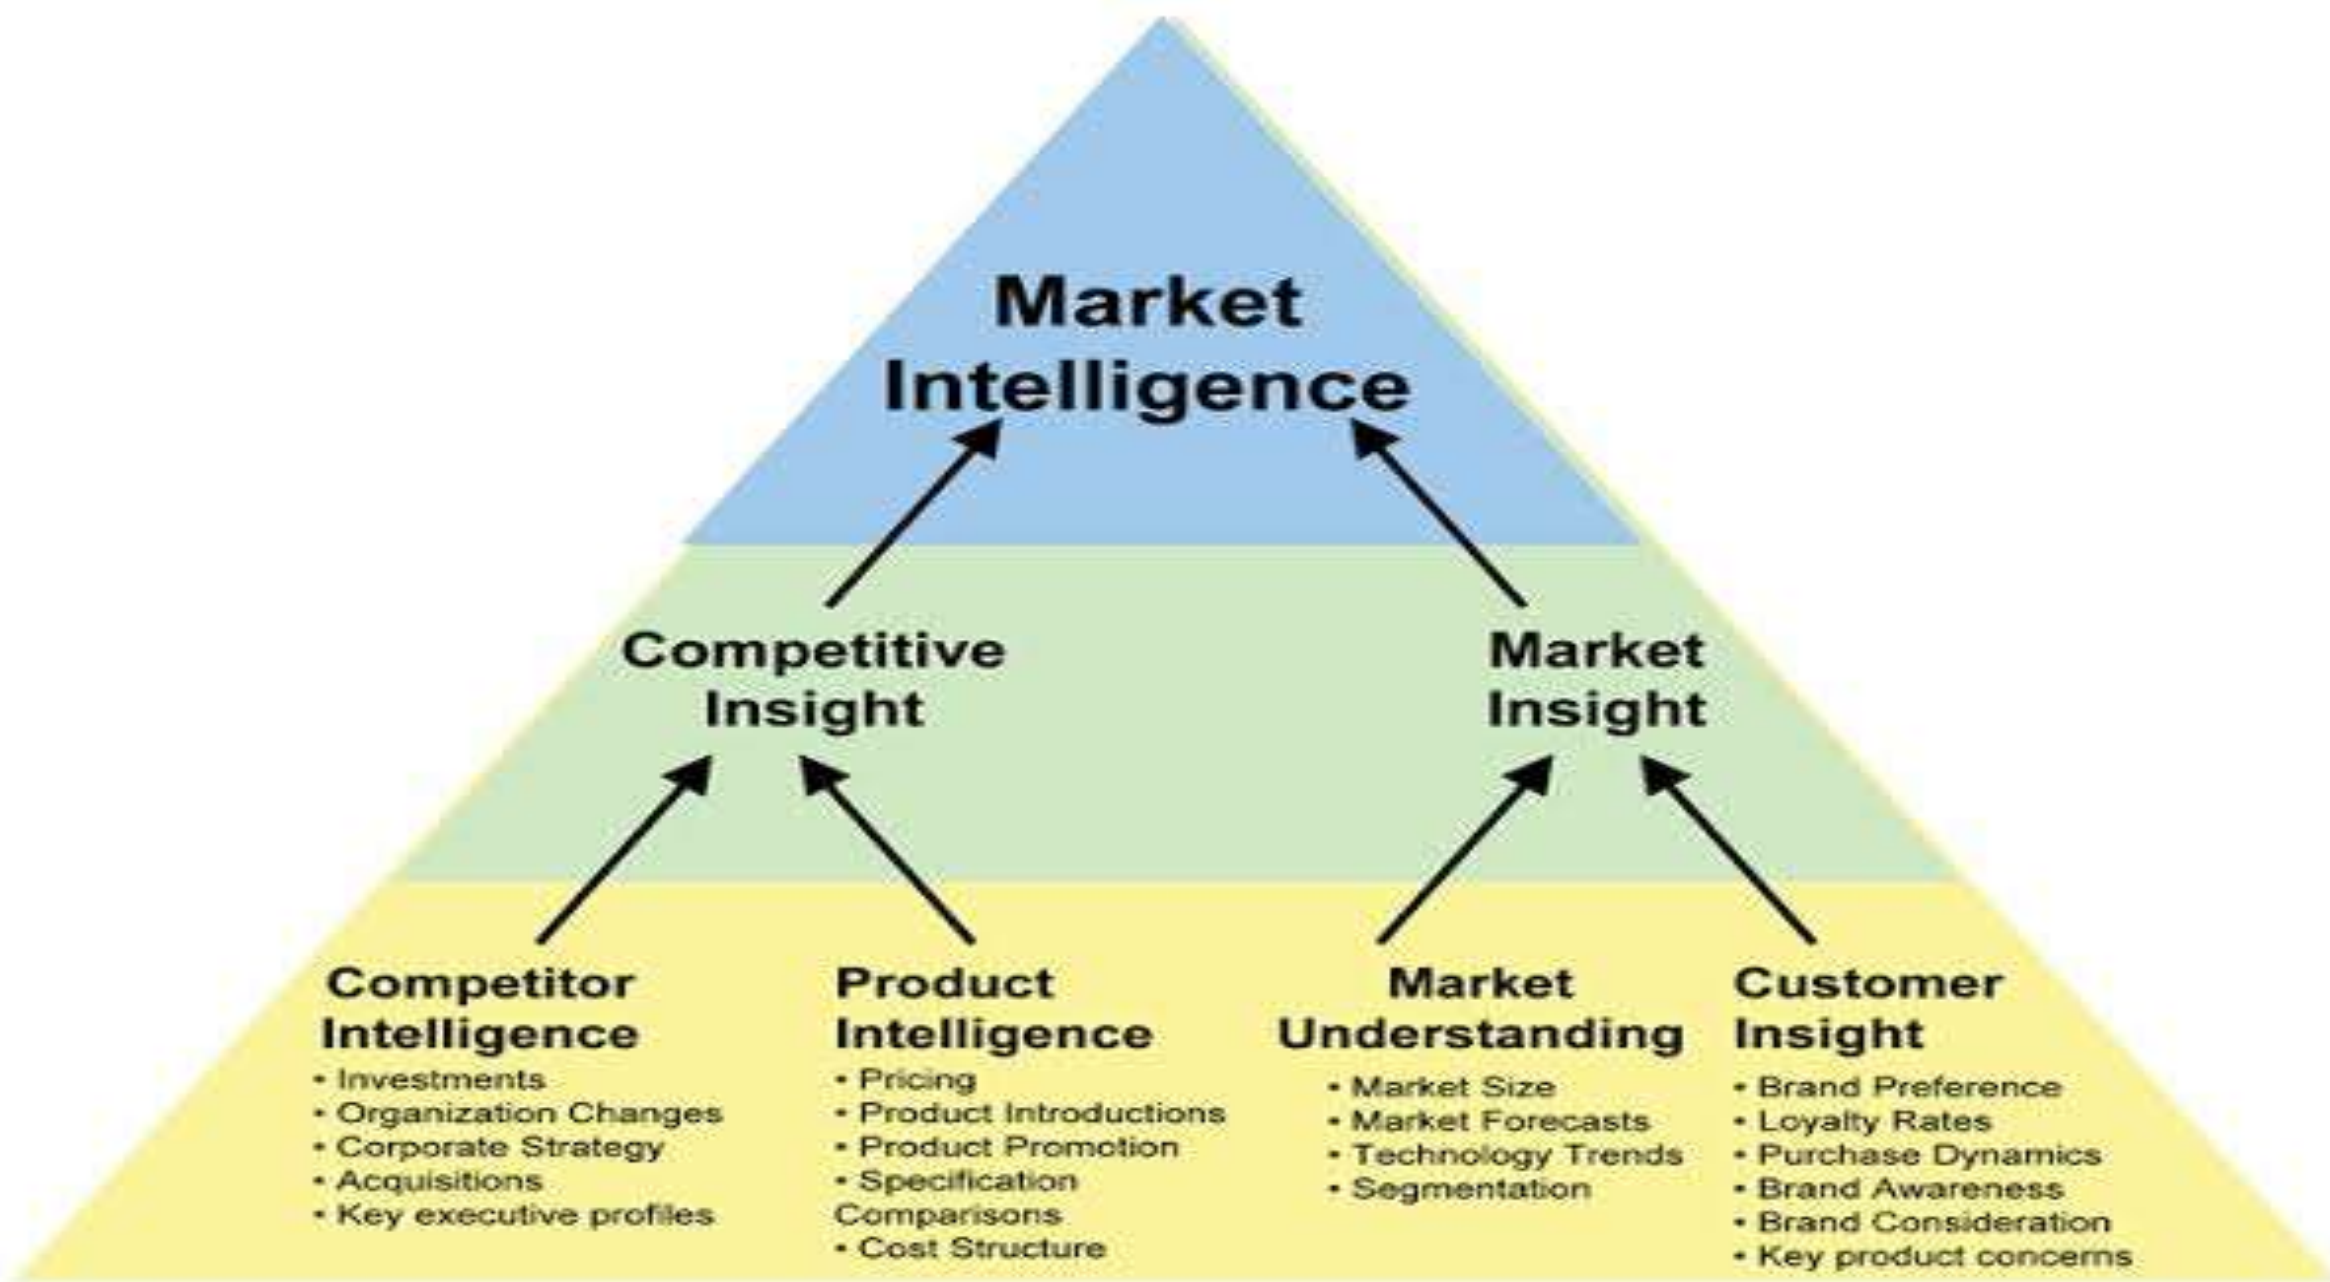 Market
Intelligence
Competitive
Insight
Market
Insight
Competitor
Intelligence
• Investments
• Organization Changes
• Corporate Strategy
• Acquisitions
• Key executive profiles
Product
Intelligence
• Pricing
• Product Introductions
• Product Promotion
• Specification
Comparisons
• Cost Structure
Market
Understanding
• Market Size
• Market Forecasts
• Technology Trends
• Segmentation
Customer
Insight
• Brand Preference
• Loyalty Rates
• Purchase Dynamics
• Brand Awareness
• Brand Consideration
• Key product concerns